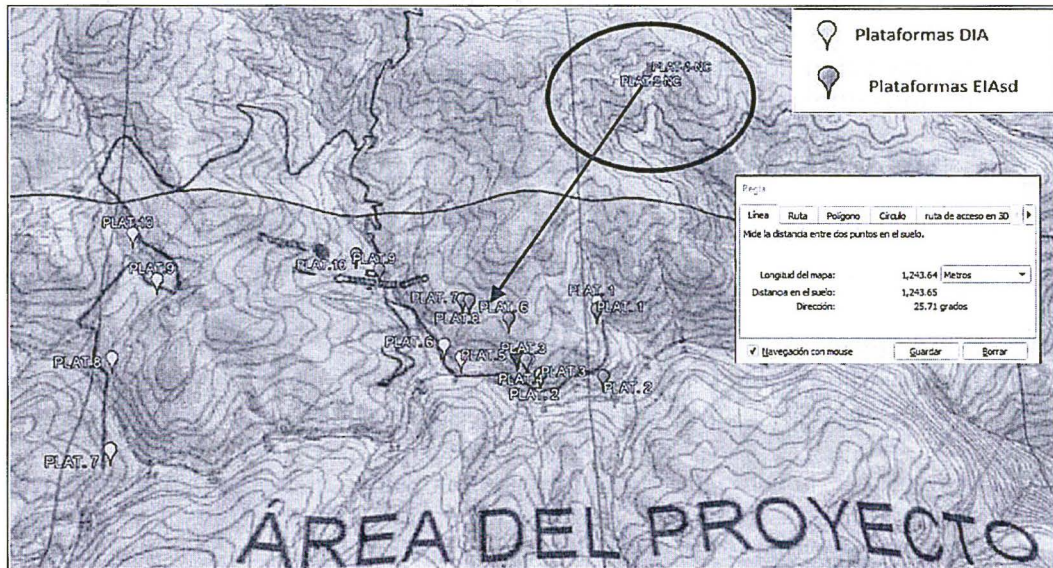 Plataformas DIA
Plataformas EIAsd
PLAT-1-NC
PLAT-2-NC
Regla
Línea Ruta Polígono Círculo ruta de acceso en 3D
Mide la distancia entre dos puntos en el suelo.
Longitud del mapa: 1,243.64 Metros
Distancia en el suelo: 1,243.65
Dirección: 25.71 grados
Navegación con mouse Guardar Borrar
PLAT.10
PLAT.9
PLAT.10
PLAT.9
PLAT. 7
PLAT. 8
PLAT. 6
PLAT. 1
PLAT. 1
PLAT. 8
PLAT. 6
PLAT. 5
PLAT. 3
PLAT. 4
PLAT. 3
PLAT. 2
PLAT. 2
PLAT. 7
ÁREA DEL PROYECTO